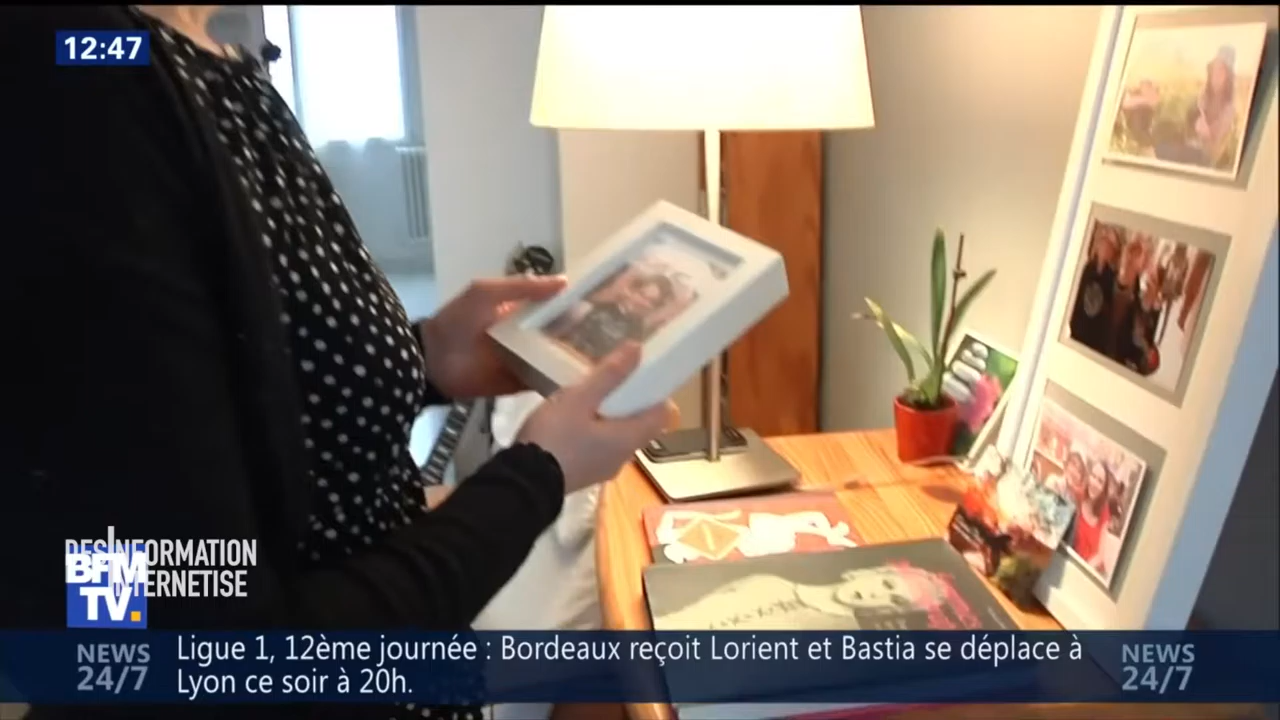 12:47
DESINFORMATION
INTERNETISE
BFM
TV.
NEWS
24/7
Ligue 1, 12ème journée : Bordeaux reçoit Lorient et Bastia se déplace à
Lyon ce soir à 20h.
NEWS
24/7